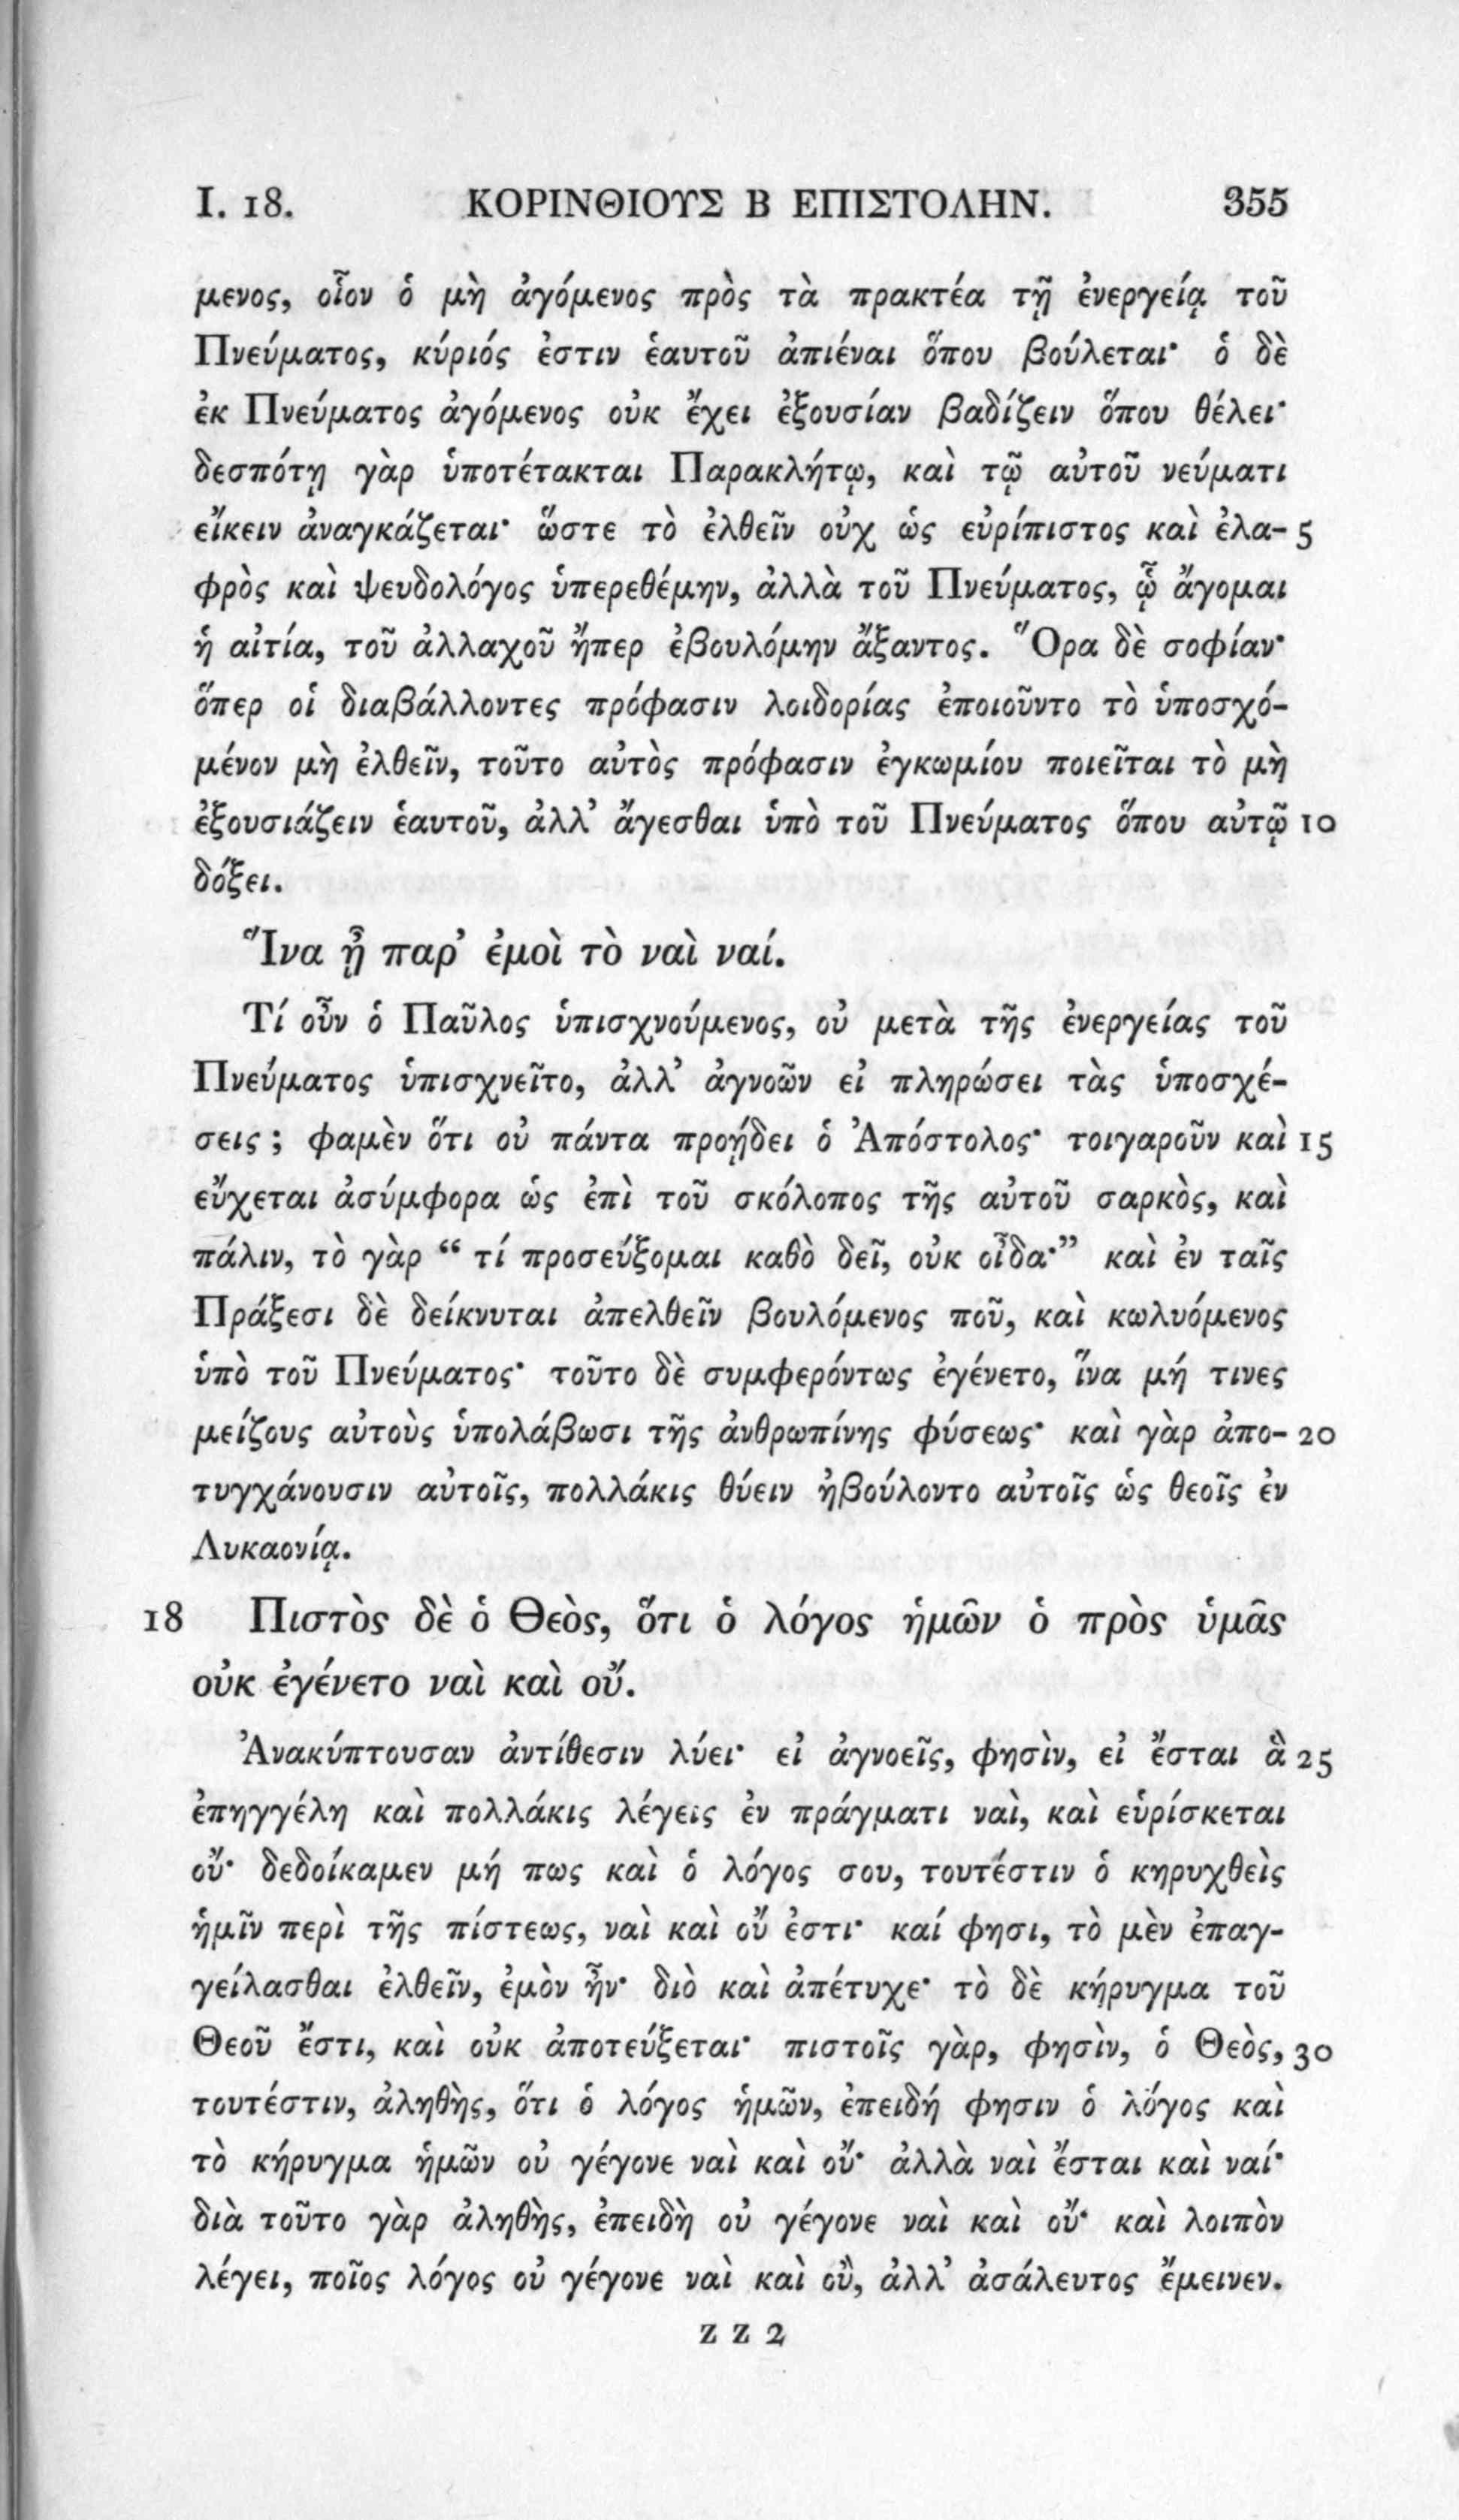 I. 18. ΚΟΡΙΝΘΙΟΥΣ Β ΕΠΙΣΤΟΛΗΝ. 355
μενος, οἷον ὁ μὴ ἀγόμενος πρὸς τὰ πρακτέα τῇ ἐνεργείᾳ τοῦ
Πνεύματος, κύριός ἐστιν ἑαυτοῦ ἀπιέναι ὅπου βούλεται· ὁ δὲ
ἐκ Πνεύματος ἀγόμενος οὐκ ἔχει ἐξουσίαν βαδίζειν ὅπου θέλει·
δεσπότῃ γὰρ ὑποτέτακται Παρακλήτῳ, καὶ τῷ αὐτοῦ νεύματι
εἴκειν ἀναγκάζεται· ὥστε τὸ ἐλθεῖν οὐχ ὡς εὐρίπιστος καὶ ἐλα- 5
φρὸς καὶ ψευδολόγος ὑπερεθέμην, ἀλλὰ τοῦ Πνεύματος, ᾧ ἄγομαι
ἡ αἰτία, τοῦ ἀλλαχοῦ ἤπερ ἐβουλόμην ἄξαντος. Ὅρα δὲ σοφίαν·
ὅπερ οἱ διαβάλλοντες πρόφασιν λοιδορίας ἐποιοῦντο τὸ ὑποσχό-
μένον μὴ ἐλθεῖν, τοῦτο αὐτὸς πρόφασιν ἐγκωμίου ποιεῖται τὸ μὴ
ἐξουσιάζειν ἑαυτοῦ, ἀλλ᾽ ἄγεσθαι ὑπὸ τοῦ Πνεύματος ὅπου αὐτῷ 10
δόξει.
Ἵνα ᾖ παρ᾽ ἐμοὶ τὸ ναὶ ναί.
Τί οὖν ὁ Παῦλος ὑπισχνούμενος, οὐ μετὰ τῆς ἐνεργείας τοῦ
Πνεύματος ὑπισχνεῖτο, ἀλλ᾽ ἀγνοῶν εἰ πληρώσει τὰς ὑποσχέ-
σεις ; φαμὲν ὅτι οὐ πάντα προῄδει ὁ Ἀπόστολος· τοιγαροῦν καὶ 15
εὔχεται ἀσύμφορα ὡς ἐπὶ τοῦ σκόλοπος τῆς αὐτοῦ σαρκὸς, καὶ
πάλιν, τὸ γὰρ “ τί προσεύξομαι καθὸ δεῖ, οὐκ οἶδα·” καὶ ἐν ταῖς
Πράξεσι δὲ δείκνυται ἀπελθεῖν βουλόμενος ποῦ, καὶ κωλυόμενος
ὑπὸ τοῦ Πνεύματος· τοῦτο δὲ συμφερόντως ἐγένετο, ἵνα μή τινες
μείζους αὐτοὺς ὑπολάβωσι τῆς ἀνθρωπίνης φύσεως· καὶ γὰρ ἀπο- 20
τυγχάνουσιν αὐτοῖς, πολλάκις θύειν ἠβούλοντο αὐτοῖς ὡς θεοῖς ἐν
Λυκαονίᾳ.
18 Πιστὸς δὲ ὁ Θεὸς, ὅτι ὁ λόγος ἡμῶν ὁ πρὸς ὑμᾶς
οὐκ ἐγένετο ναὶ καὶ οὔ.
Ἀνακύπτουσαν ἀντίθεσιν λύει· εἰ ἀγνοεῖς, φησὶν, εἰ ἔσται ἃ 25
ἐπηγγέλη καὶ πολλάκις λέγεις ἐν πράγματι ναὶ, καὶ εὑρίσκεται
οὔ· δεδοίκαμεν μή πως καὶ ὁ λόγος σου, τουτέστιν ὁ κηρυχθεὶς
ἡμῖν περὶ τῆς πίστεως, ναὶ καὶ οὔ ἐστι· καί φησι, τὸ μὲν ἐπαγ-
γείλασθαι ἐλθεῖν, ἐμὸν ἦν· διὸ καὶ ἀπέτυχε· τὸ δὲ κήρυγμα τοῦ
Θεοῦ ἔστι, καὶ οὐκ ἀποτεύξεται· πιστοῖς γὰρ, φησὶν, ὁ Θεὸς, 30
τουτέστιν, ἀληθὴς, ὅτι ὁ λόγος ἡμῶν, ἐπειδή φησιν ὁ λόγος καὶ
τὸ κήρυγμα ἡμῶν οὐ γέγονε ναὶ καὶ οὔ· ἀλλὰ ναὶ ἔσται καὶ ναί·
διὰ τοῦτο γὰρ ἀληθὴς, ἐπειδὴ οὐ γέγονε ναὶ καὶ οὔ· καὶ λοιπὸν
λέγει, ποῖος λόγος οὐ γέγονε ναὶ καὶ οὒ, ἀλλ᾽ ἀσάλευτος ἔμεινεν.
z z 2